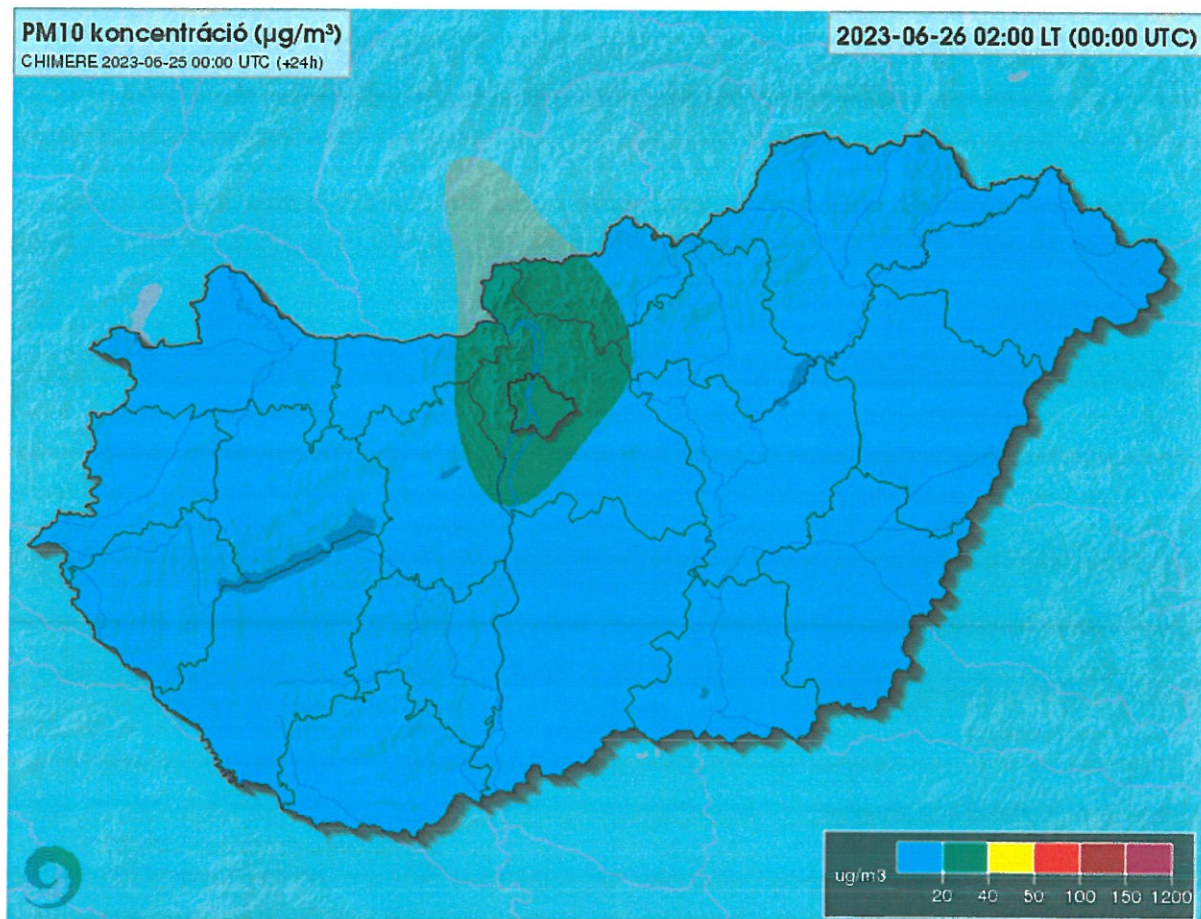 PM10 koncentráció (µg/m³)
CHIMERE 2023-06-25 00:00 UTC (+24h)
2023-06-26 02:00 LT (00:00 UTC)
ug/m3
20 40 50 100 150 1200